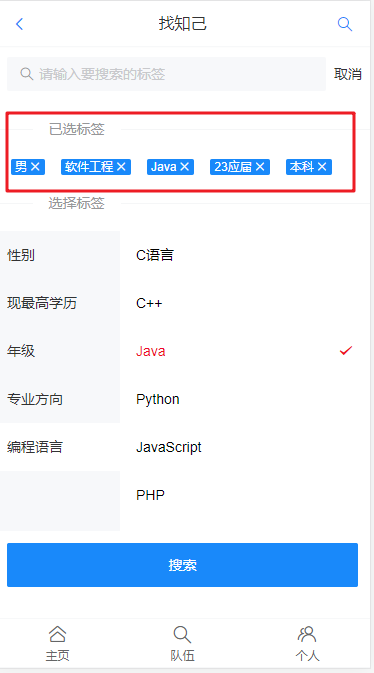 找知己
请输入要搜索的标签 取消
已选标签
男 软件工程 Java 23应届 本科
选择标签
性别 C语言
现最高学历 C++
年级 Java
专业方向 Python
编程语言 JavaScript
PHP
搜索
主页 队伍 个人